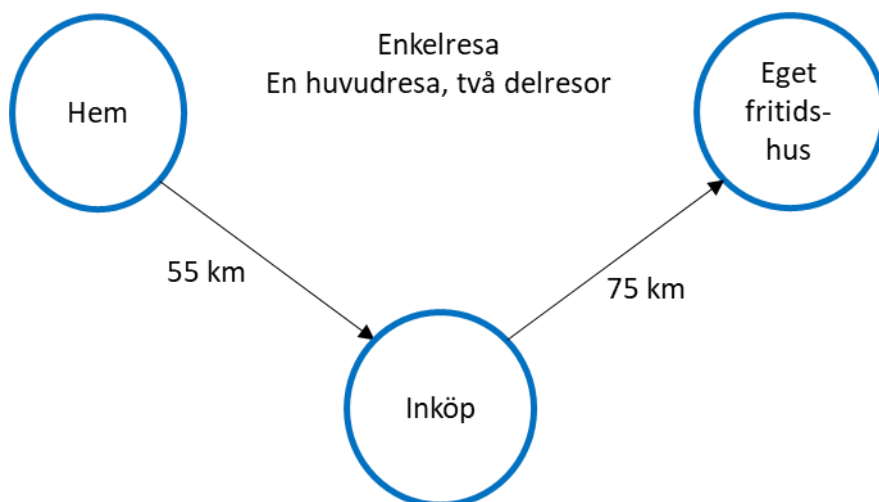 Enkelresa
En huvudresa, två delresor
Hem
Eget
fritids-
hus
55 km
75 km
Inköp